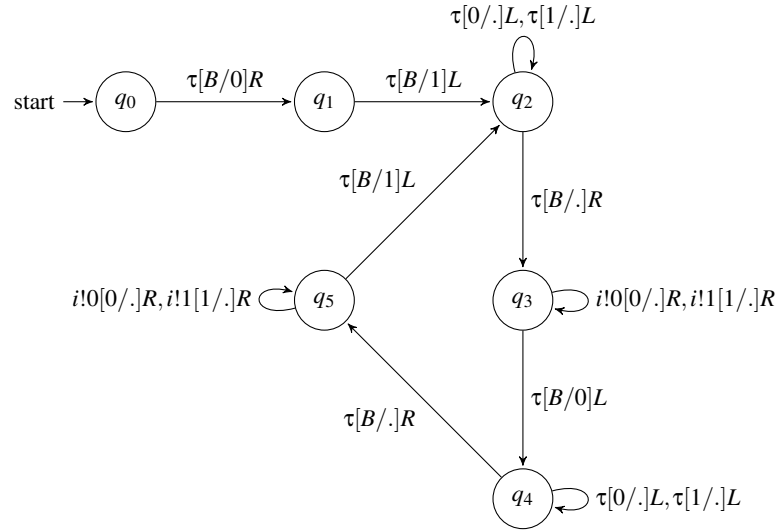 τ[0/.]L, τ[1/.]L
start
q₀
τ[B/0]R
q₁
τ[B/1]L
q₂
τ[B/1]L
τ[B/.]R
i!0[0/.]R, i!1[1/.]R
q₅
q₃
i!0[0/.]R, i!1[1/.]R
τ[B/.]R
τ[B/0]L
q₄
τ[0/.]L, τ[1/.]L